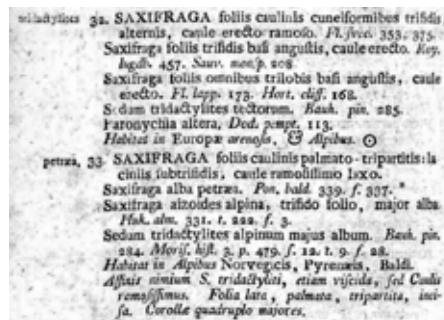 tridactylites 32. SAXIFRAGA foliis caulinis cuneiformibus trifidis
alternis, caule erecto ramoso. Fl. svec. 353. 375.
Saxifraga foliis trifidis basi angustis, caule erecto. Roy.
lugdb. 457. Sauv. monsp. 208
Saxifraga foliis omnibus trilobis basi angustis, caule
erecto. Fl. lapp. 173. Hort. cliff. 168.
Sedum tridactylites tectorum. Bauh. pin. 285.
Paronychia altera, Dod. pempt. 113.
Habitat in Europæ arenosis, & Alpibus. ☉
petræa. 33. SAXIFRAGA foliis caulinis palmato-tripartitis: la
ciniis subtrifidis, caule ramosissimo laxo.
Saxifraga alba petræa. Pon. bald. 339. f. 337. *
Saxifraga aizoides alpina, trifido folio, major alba
Pluk. alm. 331. t. 222. f. 3.
Sedum tridactylites alpinum majus album. Bauh. pin.
284. Moris. hist. 3. p. 479. f. 12. t. 9. f. 28.
Habitat in Alpibus Norvegicis, Pyrenæis, Baldi.
Affinis nimium S. tridactyliti, etiam viscida, sed Caulis
ramosissimus. Folia lata, palmata, tripartita, inci
sa. Corollæ quadruplo majores.